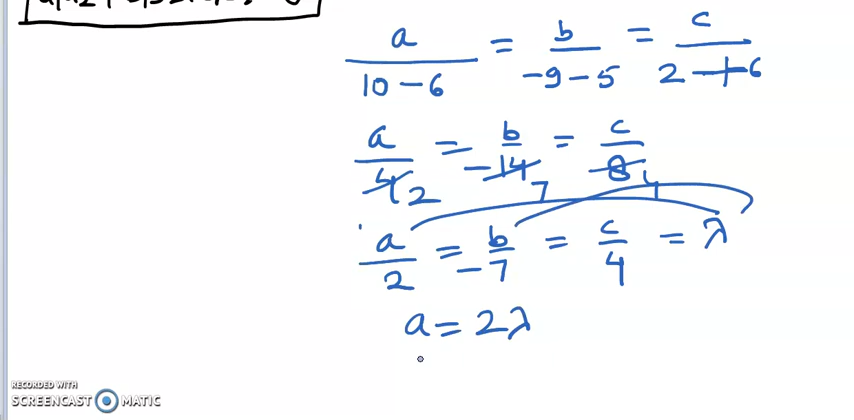 a/(10-6) = b/(-9-5) = c/(2+6)
a/4 2 = b/-14 7 = c/8 4
a/2 = b/-7 = c/4 = λ
a = 2λ
RECORDED WITH
SCREENCAST MATIC